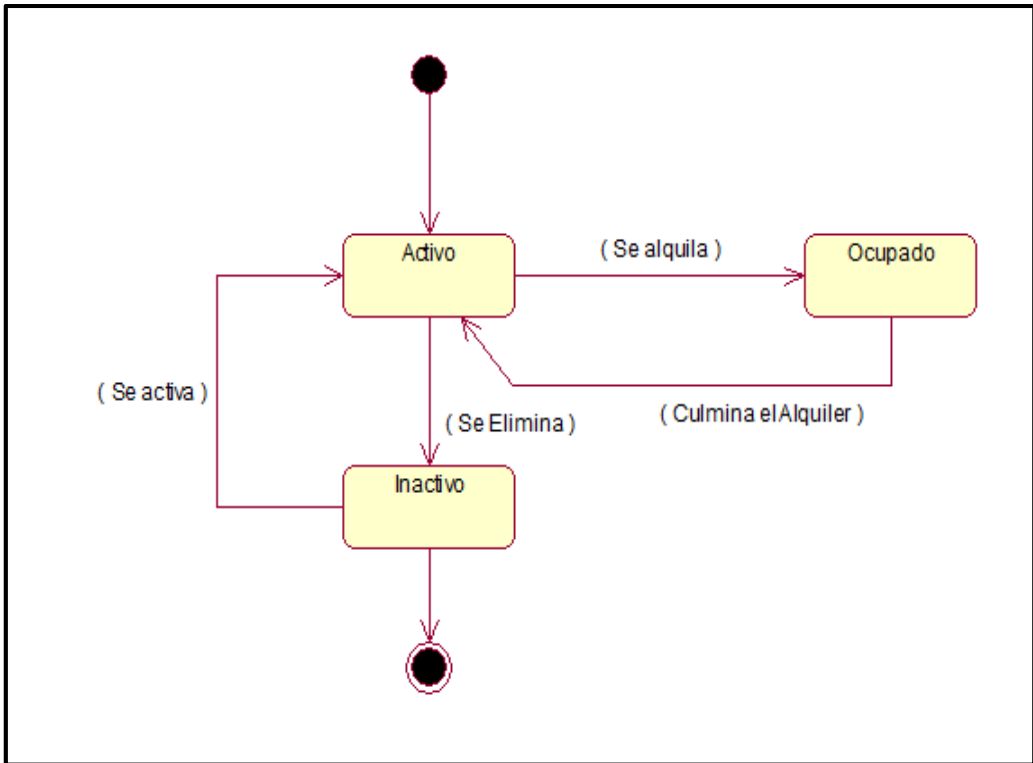 Activo
( Se alquila )
Ocupado
( Se activa )
( Culmina el Alquiler )
( Se Elimina )
Inactivo